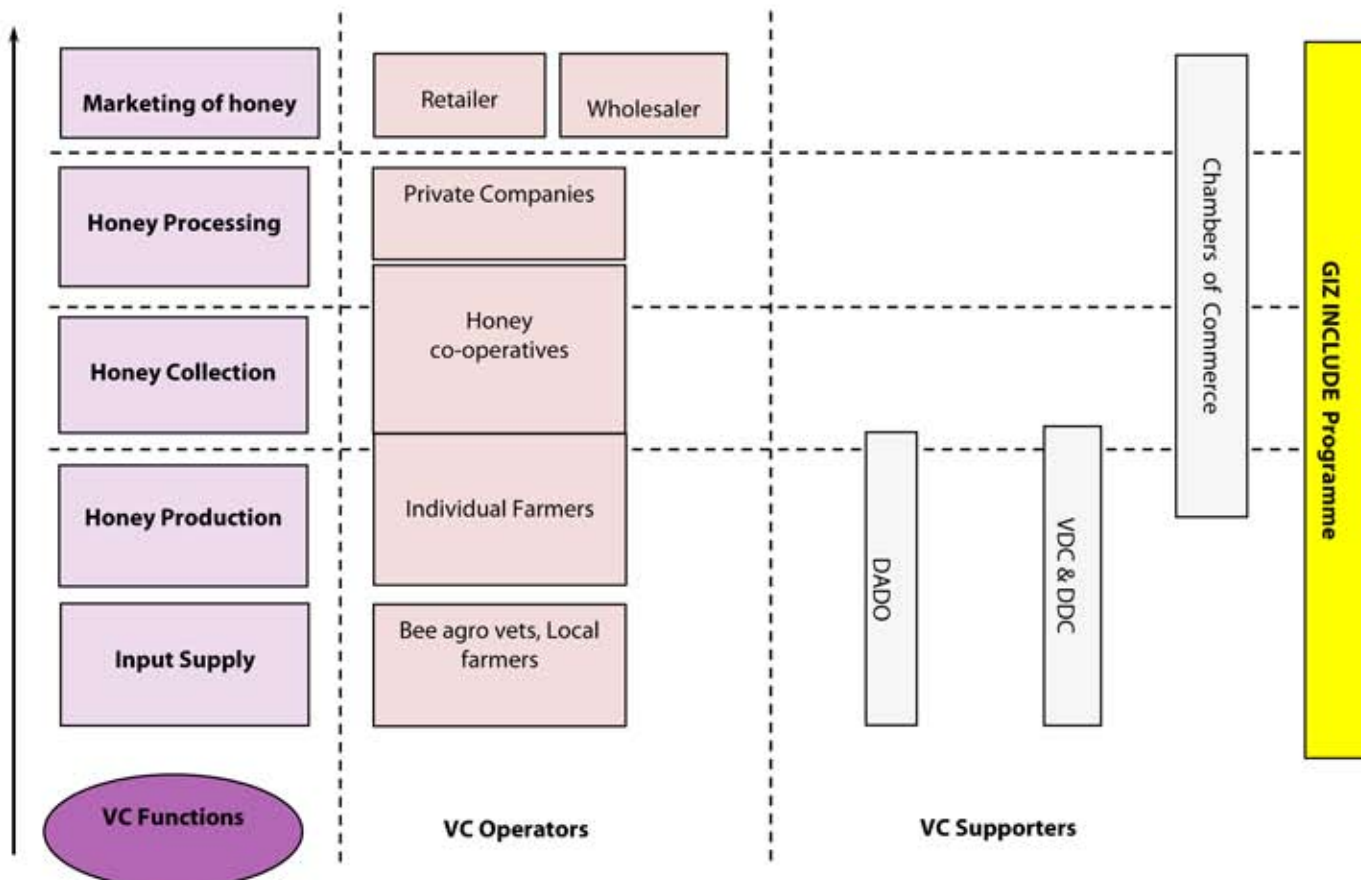 Marketing of honey
Retailer
Wholesaler
Honey Processing
Private Companies
Honey Collection
Honey
co-operatives
Honey Production
Individual Farmers
Input Supply
Bee agro vets, Local
farmers
DADO
VDC & DDC
Chambers of Commerce
GIZ INCLUDE Programme
VC Functions
VC Operators
VC Supporters